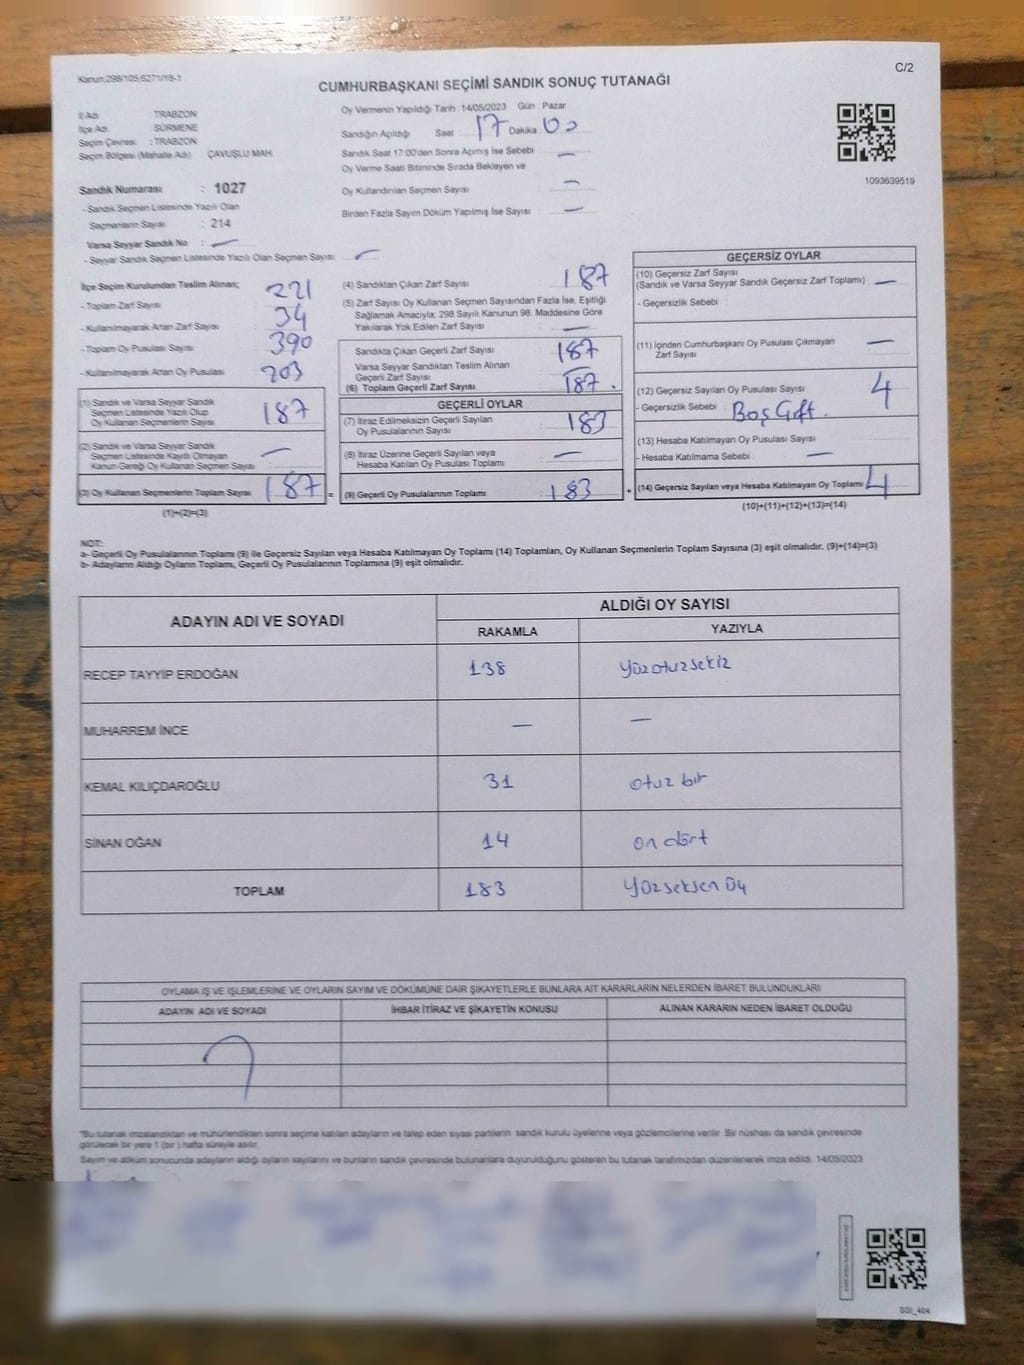 Kanun:298/105,6271/18-1
C/2
CUMHURBAŞKANI SEÇİMİ SANDIK SONUÇ TUTANAĞI
İl Adı : TRABZON
İlçe Adı : SÜRMENE
Seçim Çevresi : TRABZON
Seçim Bölgesi (Mahalle Adı) : ÇAVUŞLU MAH.
Sandık Numarası : 1027
- Sandık Seçmen Listesinde Yazılı Olan
Seçmenlerin Sayısı : 214
Varsa Seyyar Sandık No : —
- Seyyar Sandık Seçmen Listesinde Yazılı Olan Seçmen Sayısı: —
Oy Vermenin Yapıldığı Tarih :14/05/2023 Gün : Pazar
Sandığın Açıldığı Saat : 17 Dakika : 00
Sandık Saat 17:00'den Sonra Açılmış İse Sebebi : —
Oy Verme Saati Bitiminde Sırada Bekleyen ve
Oy Kullandırılan Seçmen Sayısı : —
Birden Fazla Sayım Döküm Yapılmış İse Sayısı : —
1093639519
İlçe Seçim Kurulundan Teslim Alınan;
- Toplam Zarf Sayısı 221
- Kullanılmayarak Artan Zarf Sayısı 34
- Toplam Oy Pusulası Sayısı 390
- Kullanılmayarak Artan Oy Pusulası 203
(1) Sandık ve Varsa Seyyar Sandık
Seçmen Listesinde Yazılı Olup
Oy Kullanan Seçmenlerin Sayısı : 187
(2) Sandık ve Varsa Seyyar Sandık
Seçmen Listesinde Kayıtlı Olmayan
Kanun Gereği Oy Kullanan Seçmen Sayısı : —
(3) Oy Kullanan Seçmenlerin Toplam Sayısı : 187 =
(1)+(2)=(3)
(4) Sandıktan Çıkan Zarf Sayısı : 187
(5) Zarf Sayısı Oy Kullanan Seçmen Sayısından Fazla İse, Eşitliği
Sağlamak Amacıyla; 298 Sayılı Kanunun 98. Maddesine Göre
Yakılarak Yok Edilen Zarf Sayısı : —
Sandıkta Çıkan Geçerli Zarf Sayısı : 187
Varsa Seyyar Sandıktan Teslim Alınan
Geçerli Zarf Sayısı : —
(6) Toplam Geçerli Zarf Sayısı : 187.
GEÇERLİ OYLAR
(7) İtiraz Edilmeksizin Geçerli Sayılan
Oy Pusulalarının Sayısı : 183
(8) İtiraz Üzerine Geçerli Sayılan veya
Hesaba Katılan Oy Pusulası Toplamı : —
(9) Geçerli Oy Pusulalarının Toplamı : 183 +
GEÇERSİZ OYLAR
(10) Geçersiz Zarf Sayısı
(Sandık ve Varsa Seyyar Sandık Geçersiz Zarf Toplamı) : —
- Geçersizlik Sebebi :
(11) İçinden Cumhurbaşkanı Oy Pusulası Çıkmayan
Zarf Sayısı : —
(12) Geçersiz Sayılan Oy Pusulası Sayısı : 4
- Geçersizlik Sebebi : Boş Çift.
(13) Hesaba Katılmayan Oy Pusulası Sayısı :
- Hesaba Katılmama Sebebi : —
(14) Geçersiz Sayılan veya Hesaba Katılmayan Oy Toplamı : 4
(10)+(11)+(12)+(13)=(14)
NOT:
a- Geçerli Oy Pusulalarının Toplamı (9) ile Geçersiz Sayılan veya Hesaba Katılmayan Oy Toplamı (14) Toplamları, Oy Kullanan Seçmenlerin Toplam Sayısına (3) eşit olmalıdır. (9)+(14)=(3)
b- Adayların Aldığı Oyların Toplamı, Geçerli Oy Pusulalarının Toplamına (9) eşit olmalıdır.
ADAYIN ADI VE SOYADI ALDIĞI OY SAYISI
RAKAMLA YAZIYLA
RECEP TAYYİP ERDOĞAN 138 Yüzotuzsekiz
MUHARREM İNCE — —
KEMAL KILIÇDAROĞLU 31 otuz bir
SİNAN OĞAN 14 on dört
TOPLAM 183 Yüzseksen üç
OYLAMA İŞ VE İŞLEMLERİNE VE OYLARIN SAYIM VE DÖKÜMÜNE DAİR ŞİKAYETLERLE BUNLARA AİT KARARLARIN NELERDEN İBARET BULUNDUKLARI
ADAYIN ADI VE SOYADI İHBAR İTİRAZ VE ŞİKAYETİN KONUSU ALINAN KARARIN NEDEN İBARET OLDUĞU
*Bu tutanak imzalandıktan ve mühürlendikten sonra seçime katılan adayların ve talep eden siyasi partilerin sandık kurulu üyelerine veya gözlemcilerine verilir. Bir nüshası da sandık çevresinde
görülecek bir yere 1 (bir ) hafta süreyle asılır.
Sayım ve döküm sonucunda adayların aldığı oyların sayılarını ve bunların sandık çevresinde bulunanlara duyurulduğunu gösteren bu tutanak tarafımızdan düzenlenerek imza edildi. 14/05/2023
SSI_404